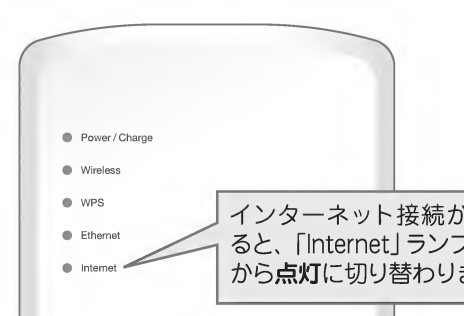 Power / Charge
Wireless
WPS
Ethernet
Internet
インターネット接続が
ると、「Internet」ランプ
から点灯に切り替わりま